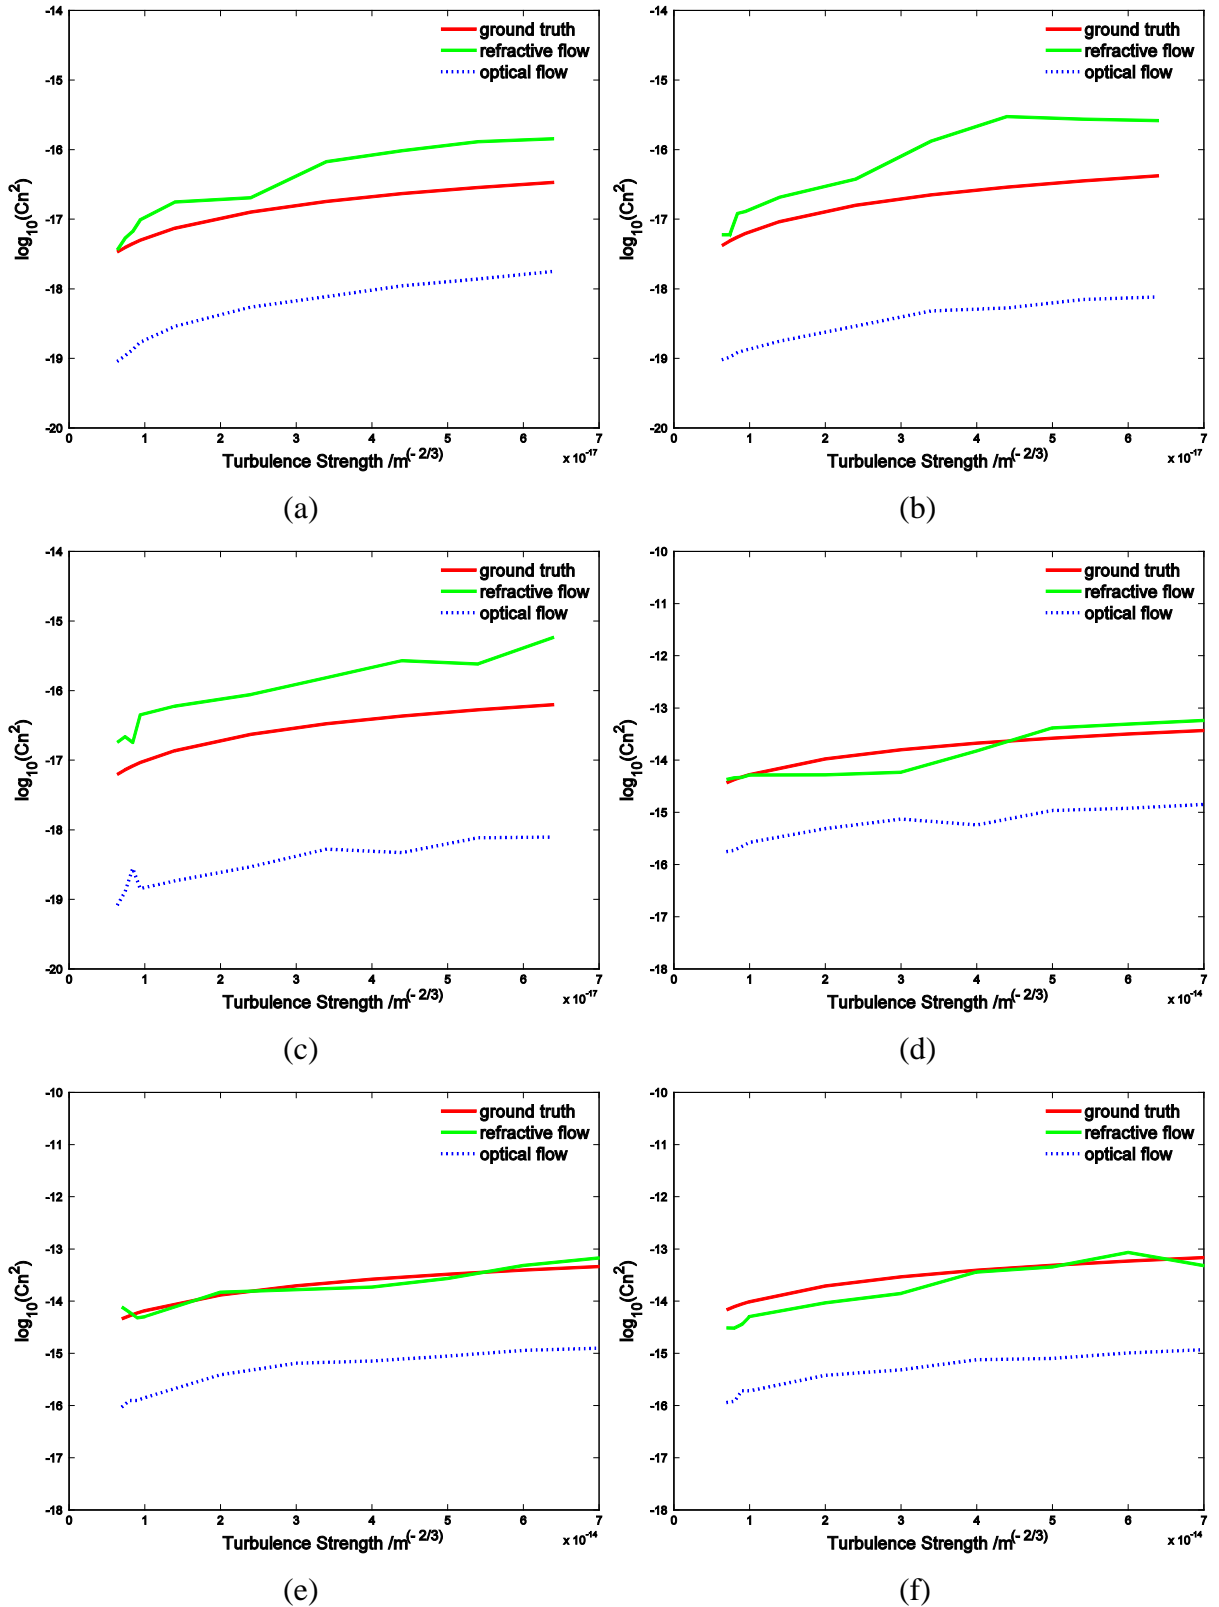 -14
-15
-16
-17
-18
-19
-20
log10(Cn2)
ground truth
refractive flow
optical flow
0 1 2 3 4 5 6 7
x 10-17
Turbulence Strength /m(- 2/3)
(a)
-14
-15
-16
-17
-18
-19
-20
log10(Cn2)
ground truth
refractive flow
optical flow
0 1 2 3 4 5 6 7
x 10-17
Turbulence Strength /m(- 2/3)
(b)
-14
-15
-16
-17
-18
-19
-20
log10(Cn2)
ground truth
refractive flow
optical flow
0 1 2 3 4 5 6 7
x 10-17
Turbulence Strength /m(- 2/3)
(c)
-10
-11
-12
-13
-14
-15
-16
-17
-18
log10(Cn2)
ground truth
refractive flow
optical flow
0 1 2 3 4 5 6 7
x 10-14
Turbulence Strength /m(- 2/3)
(d)
-10
-11
-12
-13
-14
-15
-16
-17
-18
log10(Cn2)
ground truth
refractive flow
optical flow
0 1 2 3 4 5 6 7
x 10-14
Turbulence Strength /m(- 2/3)
(e)
-10
-11
-12
-13
-14
-15
-16
-17
-18
log10(Cn2)
ground truth
refractive flow
optical flow
0 1 2 3 4 5 6 7
x 10-14
Turbulence Strength /m(- 2/3)
(f)